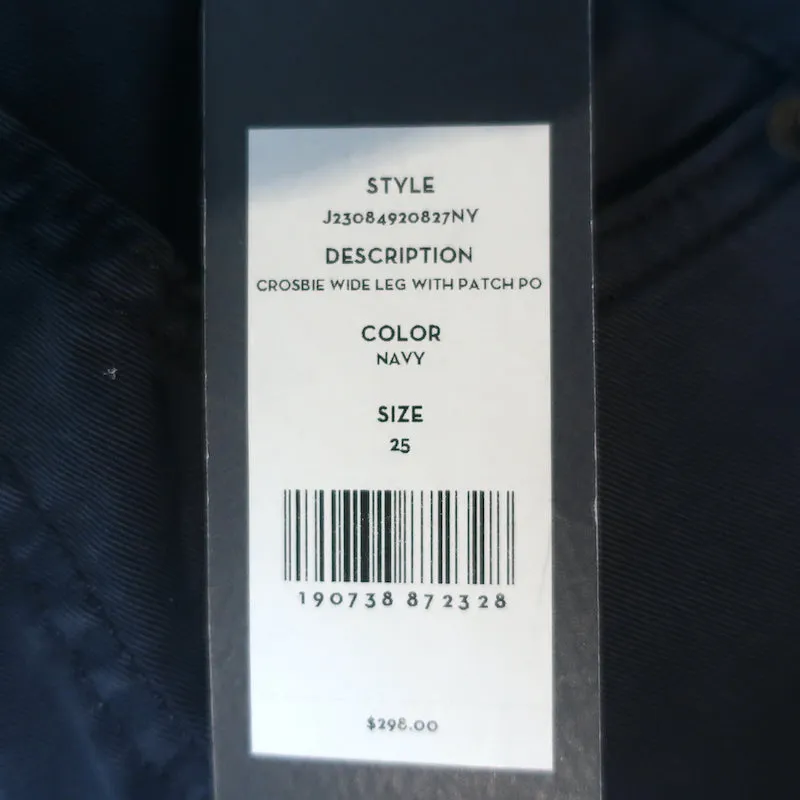 STYLE
J23084920827NY
DESCRIPTION
CROSBIE WIDE LEG WITH PATCH PO
COLOR
NAVY
SIZE
25
190738 872328
$298.00